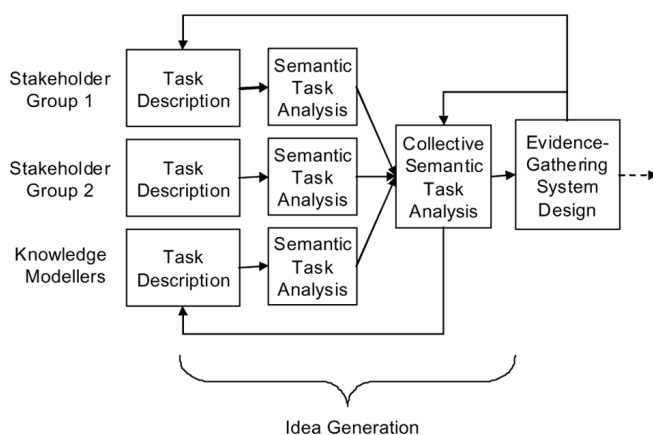 Stakeholder
Group 1
Task
Description
Semantic
Task
Analysis
Stakeholder
Group 2
Task
Description
Semantic
Task
Analysis
Knowledge
Modellers
Task
Description
Semantic
Task
Analysis
Collective
Semantic
Task
Analysis
Evidence-
Gathering
System
Design
Idea Generation